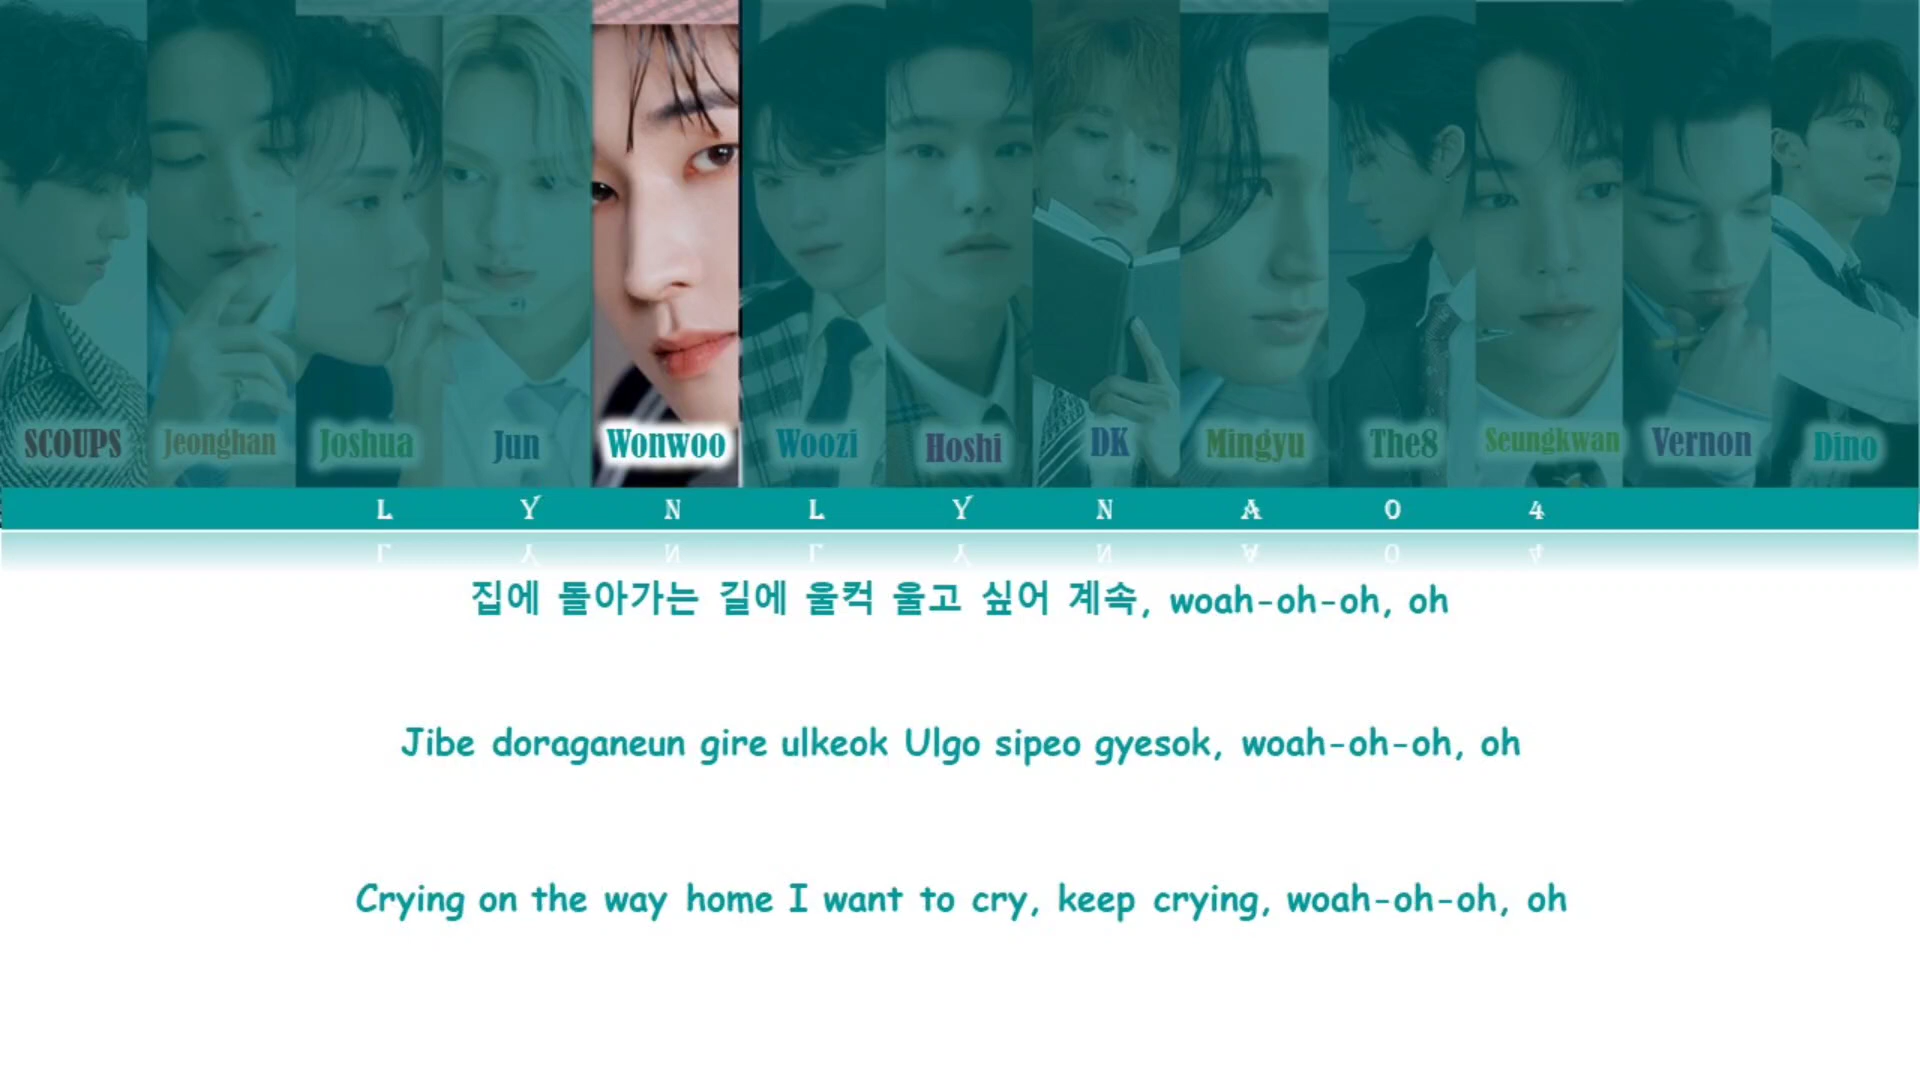 SCOUPS Jeonghan Joshua Jun Wonwoo Woozi Hoshi DK Mingyu The8 Seungkwan Vernon Dino
L Y N L Y N A 0 4
집에 돌아가는 길에 울컥 울고 싶어 계속, woah-oh-oh, oh
Jibe doraganeun gire ulkeok Ulgo sipeo gyesok, woah-oh-oh, oh
Crying on the way home I want to cry, keep crying, woah-oh-oh, oh